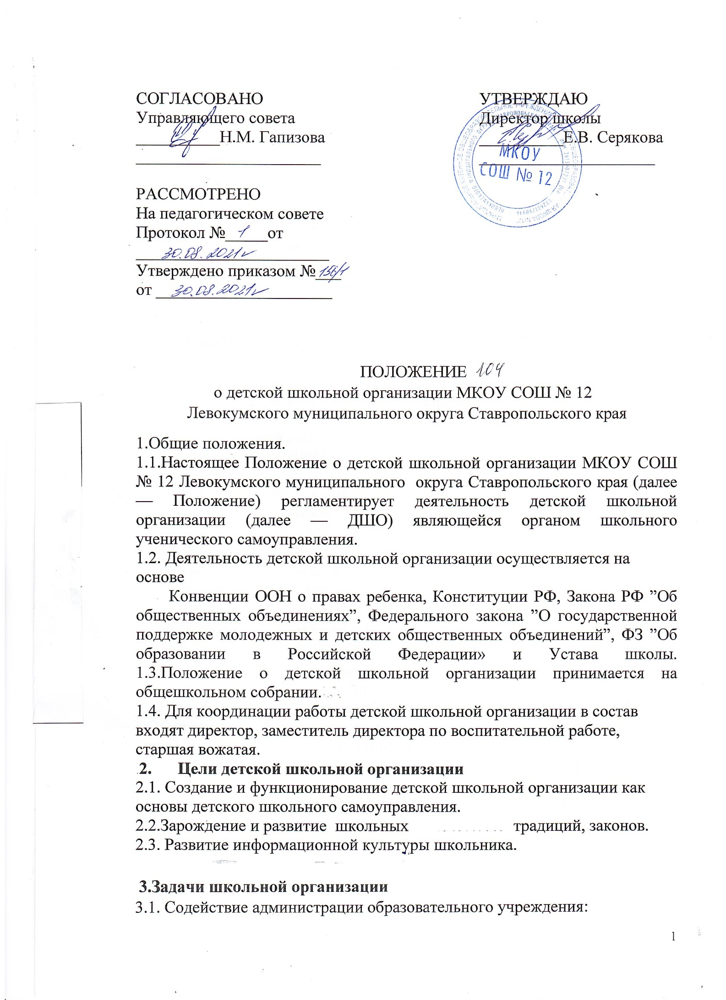 СОГЛАСОВАНО
Управляющего совета
__________Н.М. Гапизова
РАССМОТРЕНО
На педагогическом совете
Протокол № 1 от
30.08.2021г
Утверждено приказом № 156/1
от 30.08.2021г
УТВЕРЖДАЮ
Директор школы
__________Е.В. Серякова
МКОУ
СОШ № 12
ПОЛОЖЕНИЕ 104
о детской школьной организации МКОУ СОШ № 12
Левокумского муниципального округа Ставропольского края
1.Общие положения.
1.1.Настоящее Положение о детской школьной организации МКОУ СОШ
№ 12 Левокумского муниципального округа Ставропольского края (далее
— Положение) регламентирует деятельность детской школьной
организации (далее — ДШО) являющейся органом школьного
ученического самоуправления.
1.2. Деятельность детской школьной организации осуществляется на
основе
Конвенции ООН о правах ребенка, Конституции РФ, Закона РФ ”Об
общественных объединениях”, Федерального закона ”О государственной
поддержке молодежных и детских общественных объединений”, ФЗ ”Об
образовании в Российской Федерации» и Устава школы.
1.3.Положение о детской школьной организации принимается на
общешкольном собрании.
1.4. Для координации работы детской школьной организации в состав
входят директор, заместитель директора по воспитательной работе,
старшая вожатая.
2. Цели детской школьной организации
2.1. Создание и функционирование детской школьной организации как
основы детского школьного самоуправления.
2.2.Зарождение и развитие школьных традиций, законов.
2.3. Развитие информационной культуры школьника.
3.Задачи школьной организации
3.1. Содействие администрации образовательного учреждения:
1